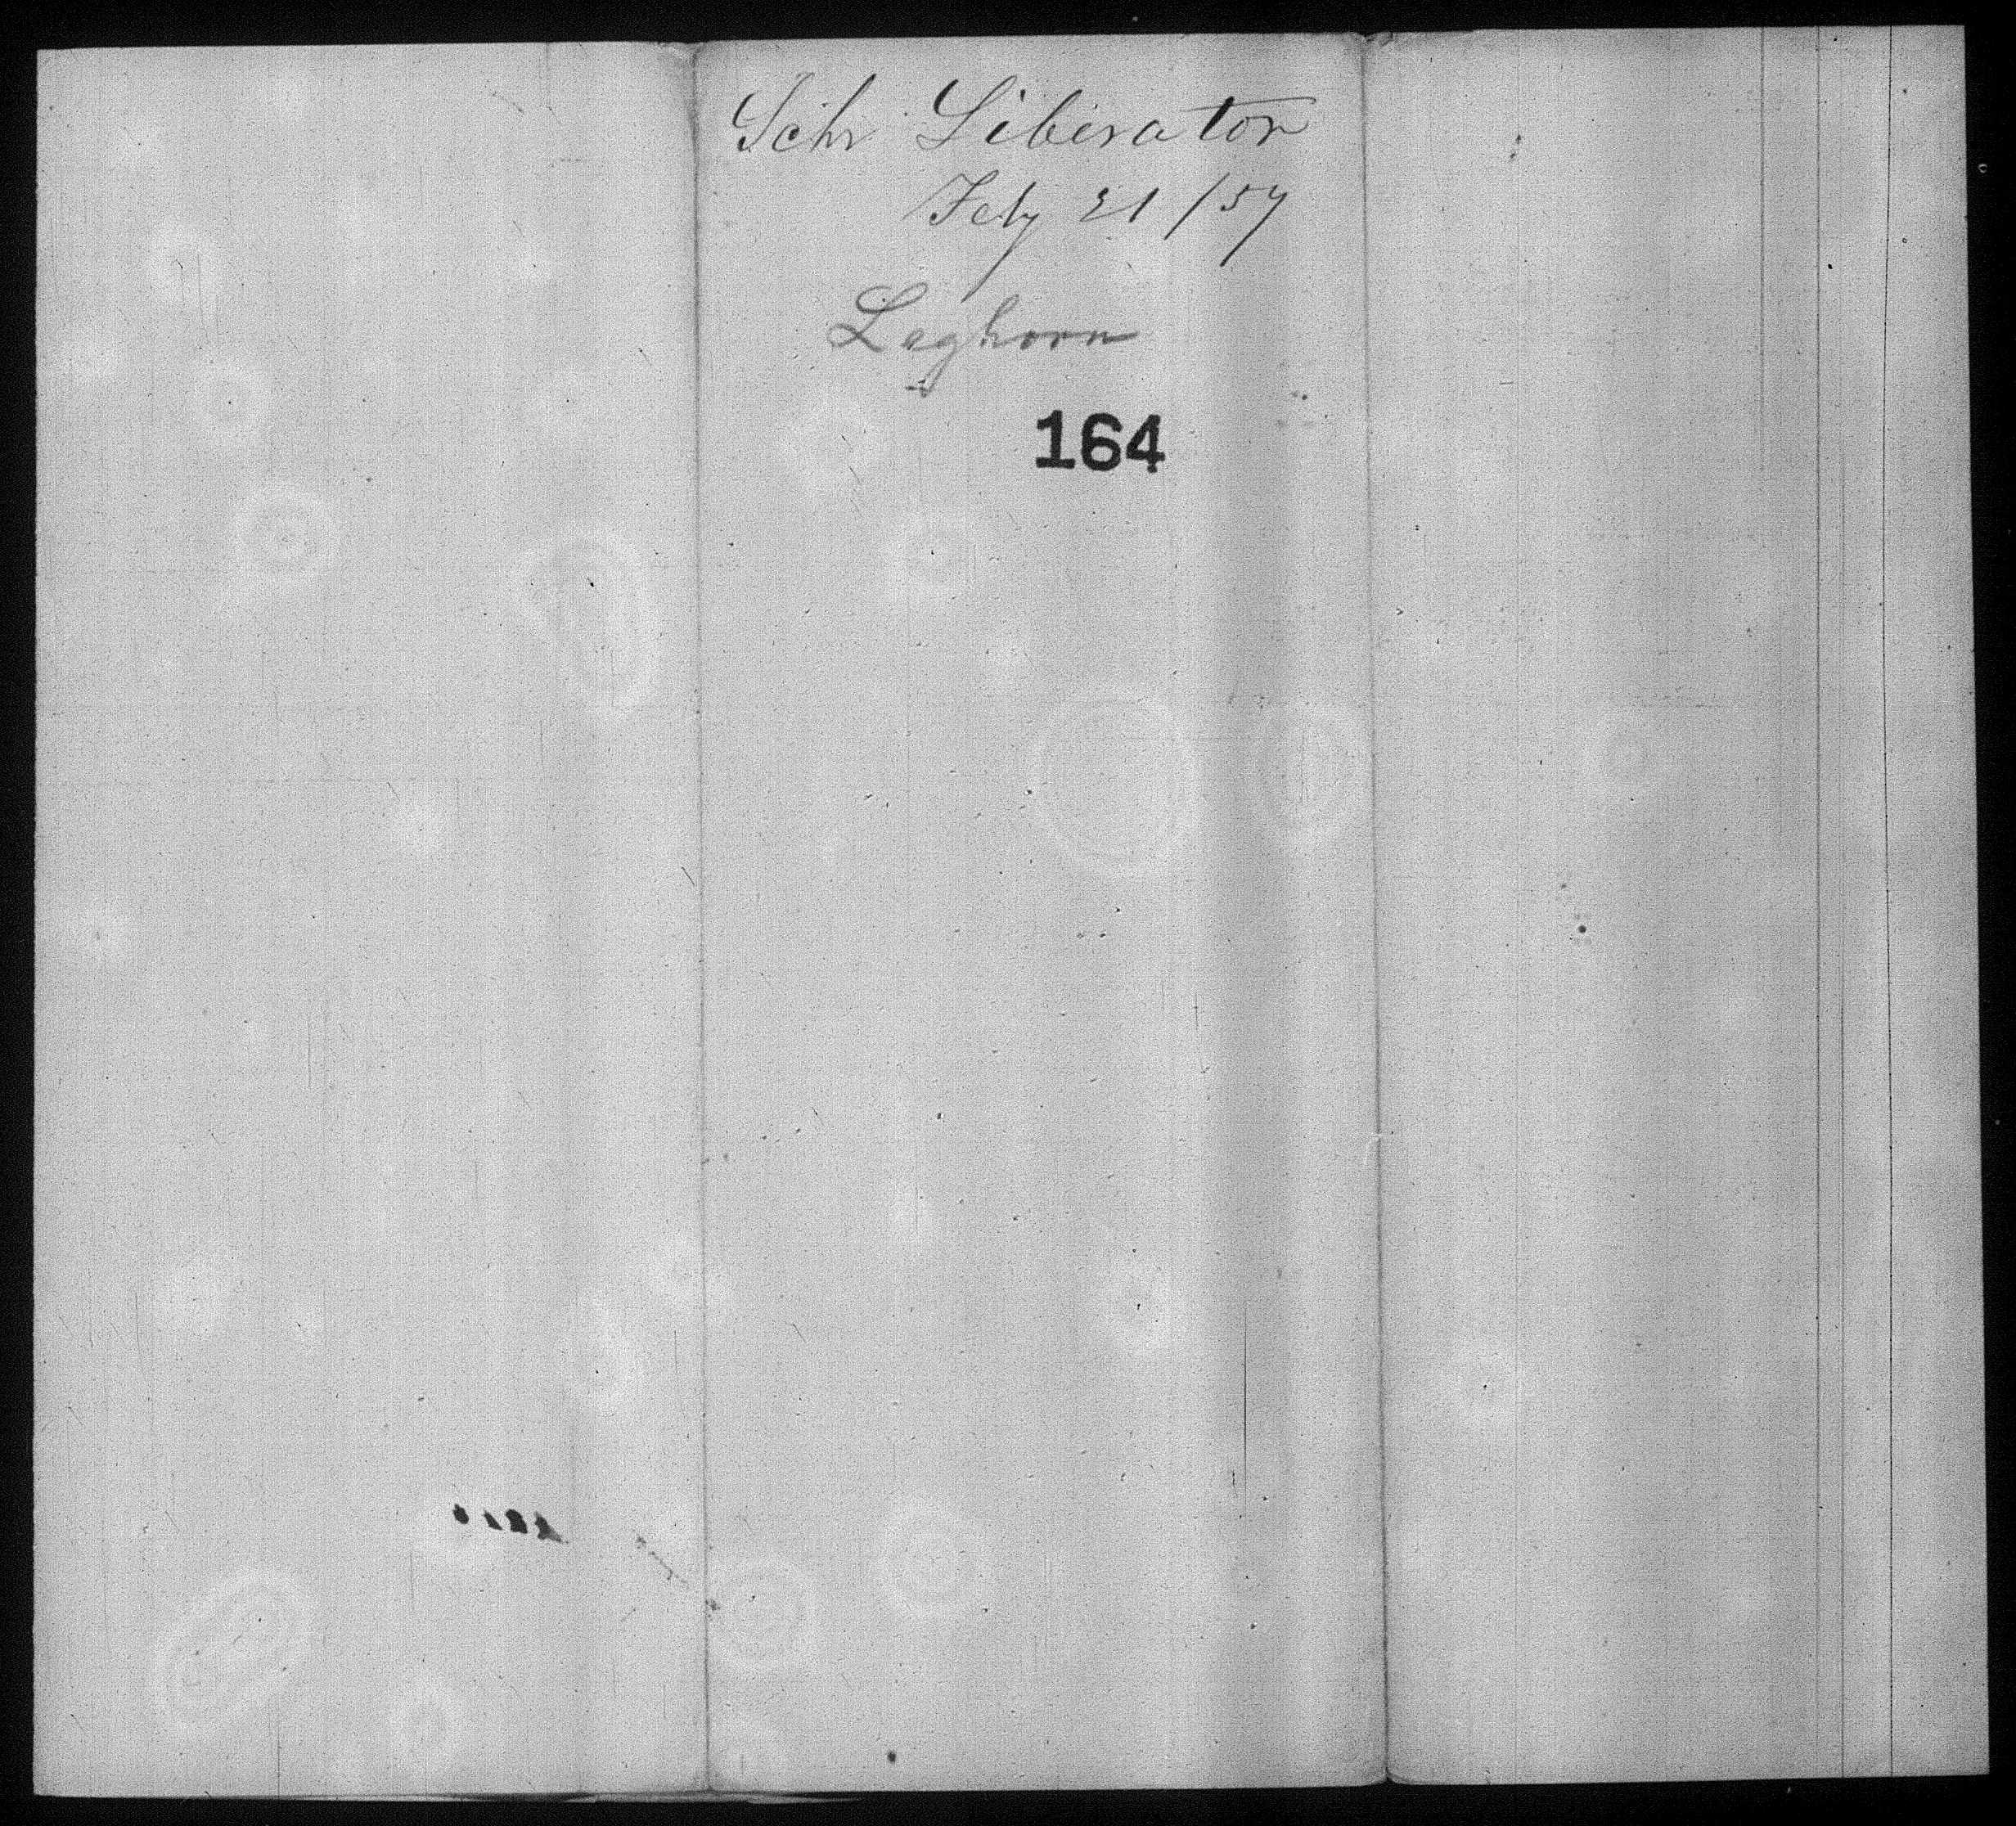 Schr Liberator
Feby 21/57
Leghorn
164